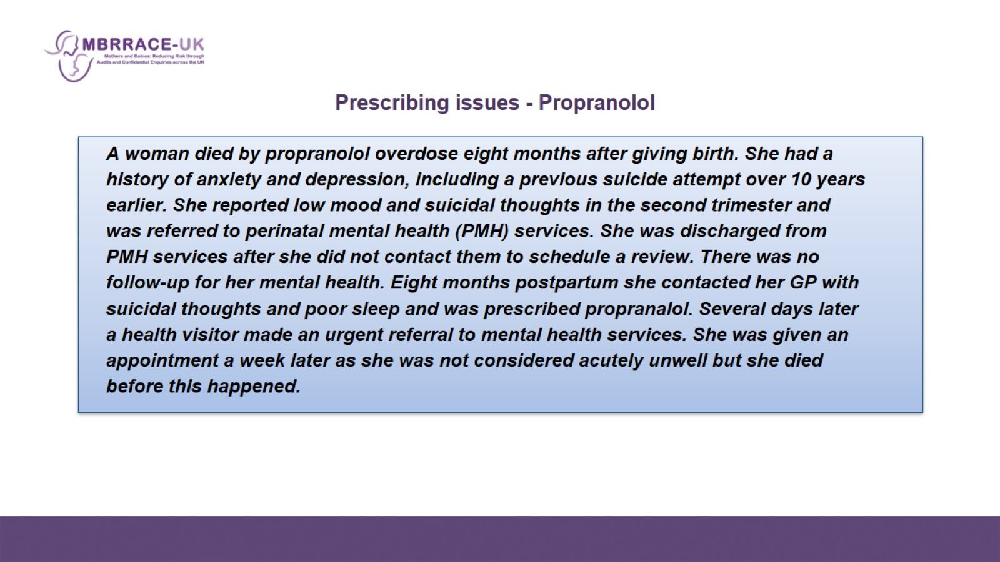 MBRRACE-UK
Mothers and Babies: Reducing Risk through
Audits and Confidential Enquiries across the UK
Prescribing issues - Propranolol
A woman died by propranolol overdose eight months after giving birth. She had a
history of anxiety and depression, including a previous suicide attempt over 10 years
earlier. She reported low mood and suicidal thoughts in the second trimester and
was referred to perinatal mental health (PMH) services. She was discharged from
PMH services after she did not contact them to schedule a review. There was no
follow-up for her mental health. Eight months postpartum she contacted her GP with
suicidal thoughts and poor sleep and was prescribed propranalol. Several days later
a health visitor made an urgent referral to mental health services. She was given an
appointment a week later as she was not considered acutely unwell but she died
before this happened.